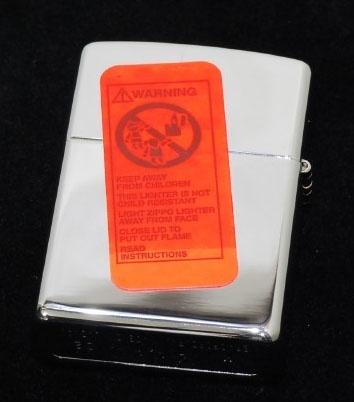 WARNING
KEEP AWAY
FROM CHILDREN
THIS LIGHTER IS NOT
CHILD RESISTANT
LIGHT ZIPPO LIGHTER
AWAY FROM FACE
CLOSE LID TO
PUT OUT FLAME
READ
INSTRUCTIONS